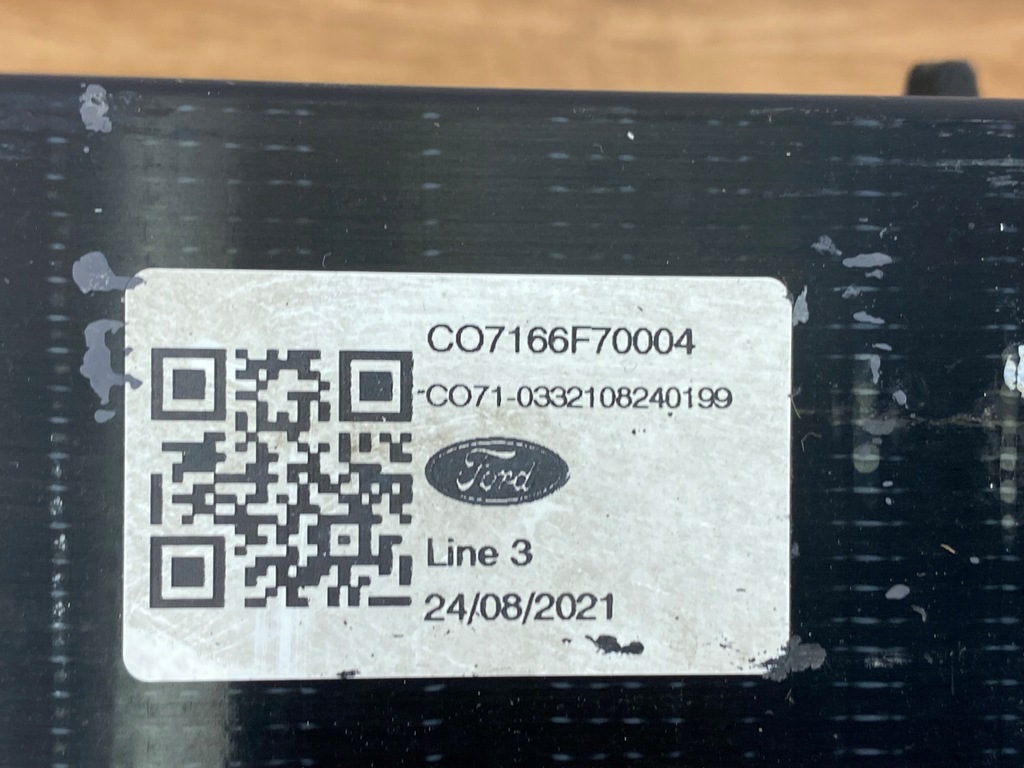 CO7166F70004
-CO71-0332108240199
Ford
Line 3
24/08/2021